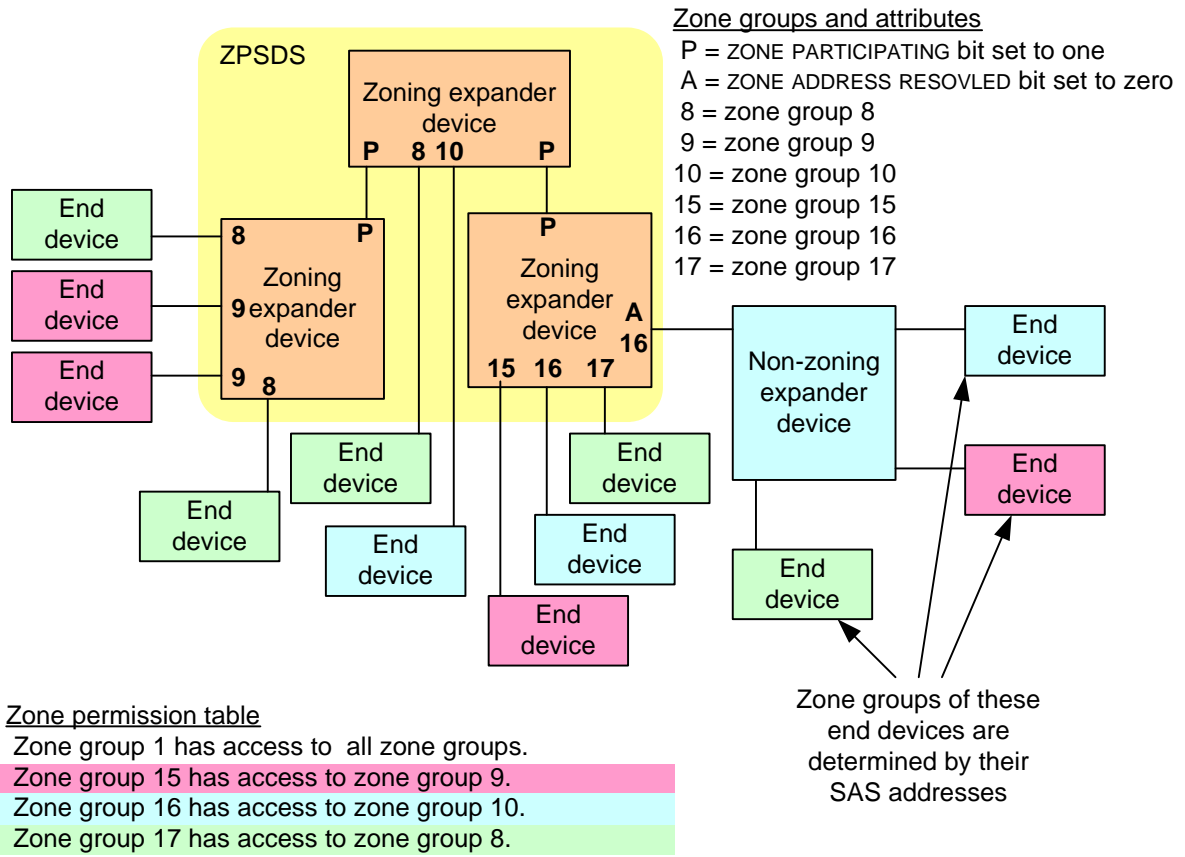 Zone groups and attributes
P = ZONE PARTICIPATING bit set to one
A = ZONE ADDRESS RESOVLED bit set to zero
8 = zone group 8
9 = zone group 9
10 = zone group 10
15 = zone group 15
16 = zone group 16
17 = zone group 17
ZPSDS
Zoning expander
device
P 8 10 P
End
device
End
device
End
device
8 P
9
9
8
Zoning
expander
device
P
Zoning
expander
device
A
16
15 16 17
Non-zoning
expander
device
End
device
End
device
End
device
End
device
End
device
End
device
End
device
End
device
End
device
End
device
Zone groups of these
end devices are
determined by their
SAS addresses
Zone permission table
Zone group 1 has access to all zone groups.
Zone group 15 has access to zone group 9.
Zone group 16 has access to zone group 10.
Zone group 17 has access to zone group 8.